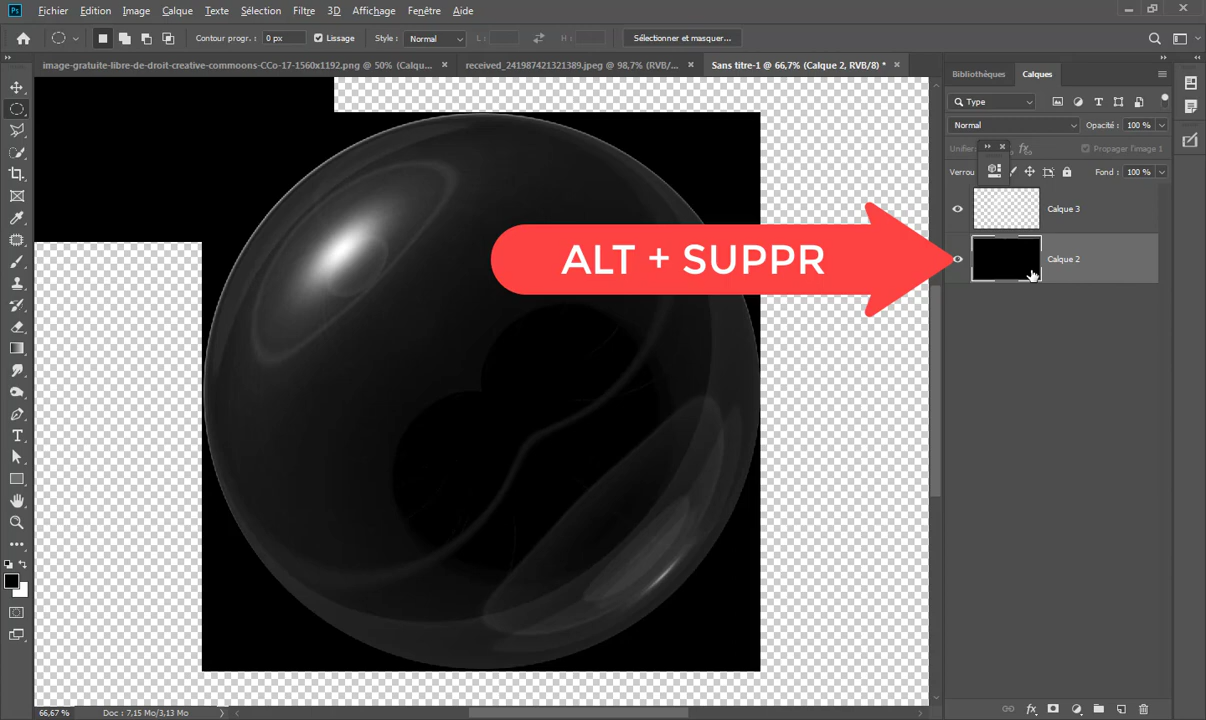 Ps Fichier Edition Image Calque Texte Sélection Filtre 3D Affichage Fenêtre Aide
Contour progr. : 0 px Lissage Style : Normal L : H : Sélectionner et masquer...
image-gratuite-libre-de-droit-creative-commons-CCo-17-1560x1192.png @ 50% (Calqu... × received_241987421321389.jpeg @ 98,7% (RVB/... × Sans titre-1 @ 66,7% (Calque 2, RVB/8) * ×
Bibliothèques Calques
Type
Normal Opacité : 100 %
Unifier Propager l'image 1
Verrou Fond : 100 %
Calque 3
ALT + SUPPR
Calque 2
66,67 % Doc : 7,15 Mo/3,13 Mo